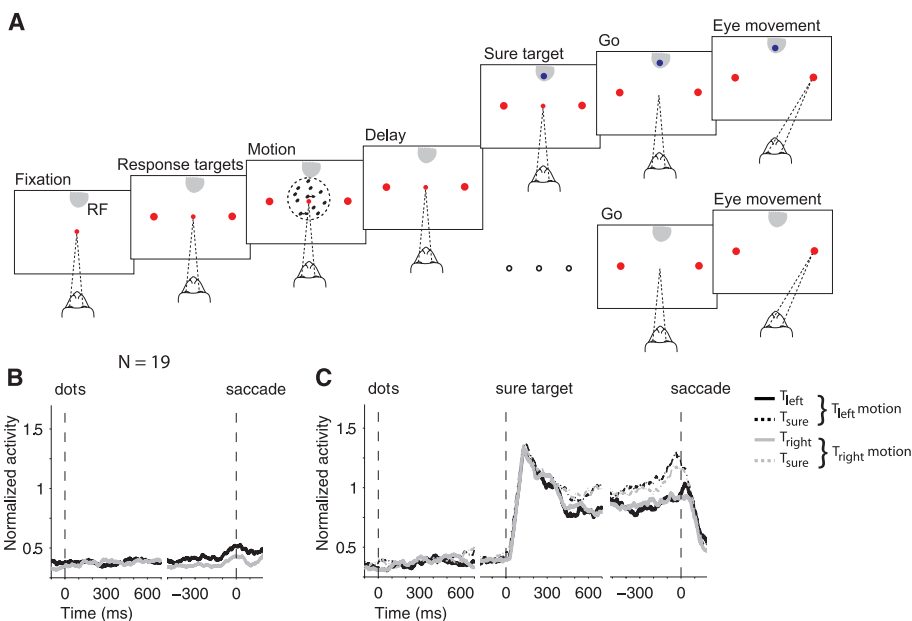 A
Fixation
RF
Response targets
Motion
Delay
Sure target
Go
Eye movement
Go
Eye movement
N = 19
B
dots
saccade
Normalized activity
1.5
1
0.5
0 300 600
−300 0
Time (ms)
C
dots
sure target
saccade
Normalized activity
1.5
1
0.5
0 300 600
0 300 600
−300 0
Time (ms)
Tleft
Tsure
} Tleft motion
Tright
Tsure
} Tright motion